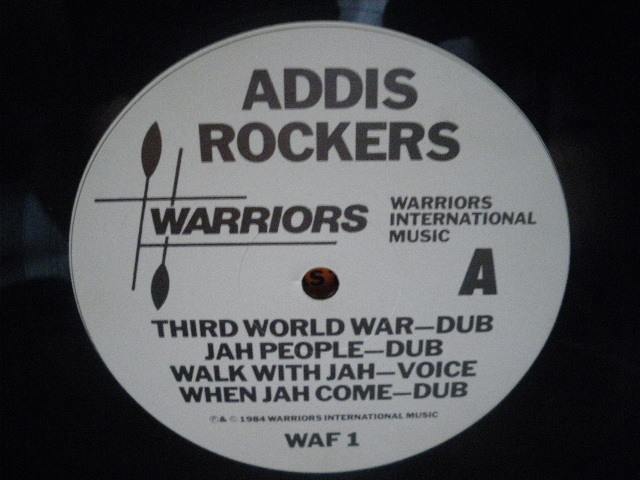 ADDIS
ROCKERS
WARRIORS
WARRIORS
INTERNATIONAL
MUSIC
A
S
THIRD WORLD WAR—DUB
JAH PEOPLE—DUB
WALK WITH JAH—VOICE
WHEN JAH COME—DUB
℗& © 1984 WARRIORS INTERNATIONAL MUSIC
WAF 1